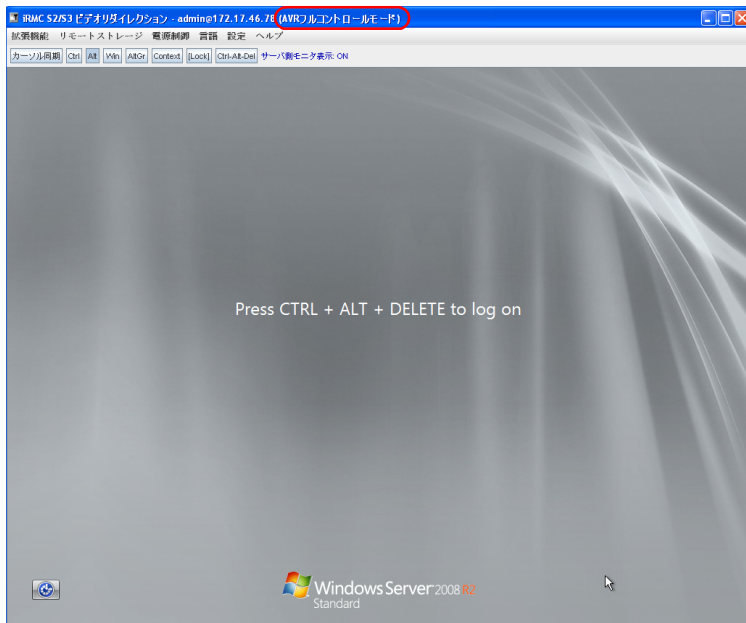 iRMC S2/S3 ビデオリダイレクション - admin@172.17.46.78 (AVRフルコントロールモード)
拡張機能 リモートストレージ 電源制御 言語 設定 ヘルプ
カーソル同期 Ctrl Alt Win AltGr Context [Lock] Ctrl-Alt-Del サーバ側モニタ表示: ON
Press CTRL + ALT + DELETE to log on
Windows Server 2008 R2
Standard